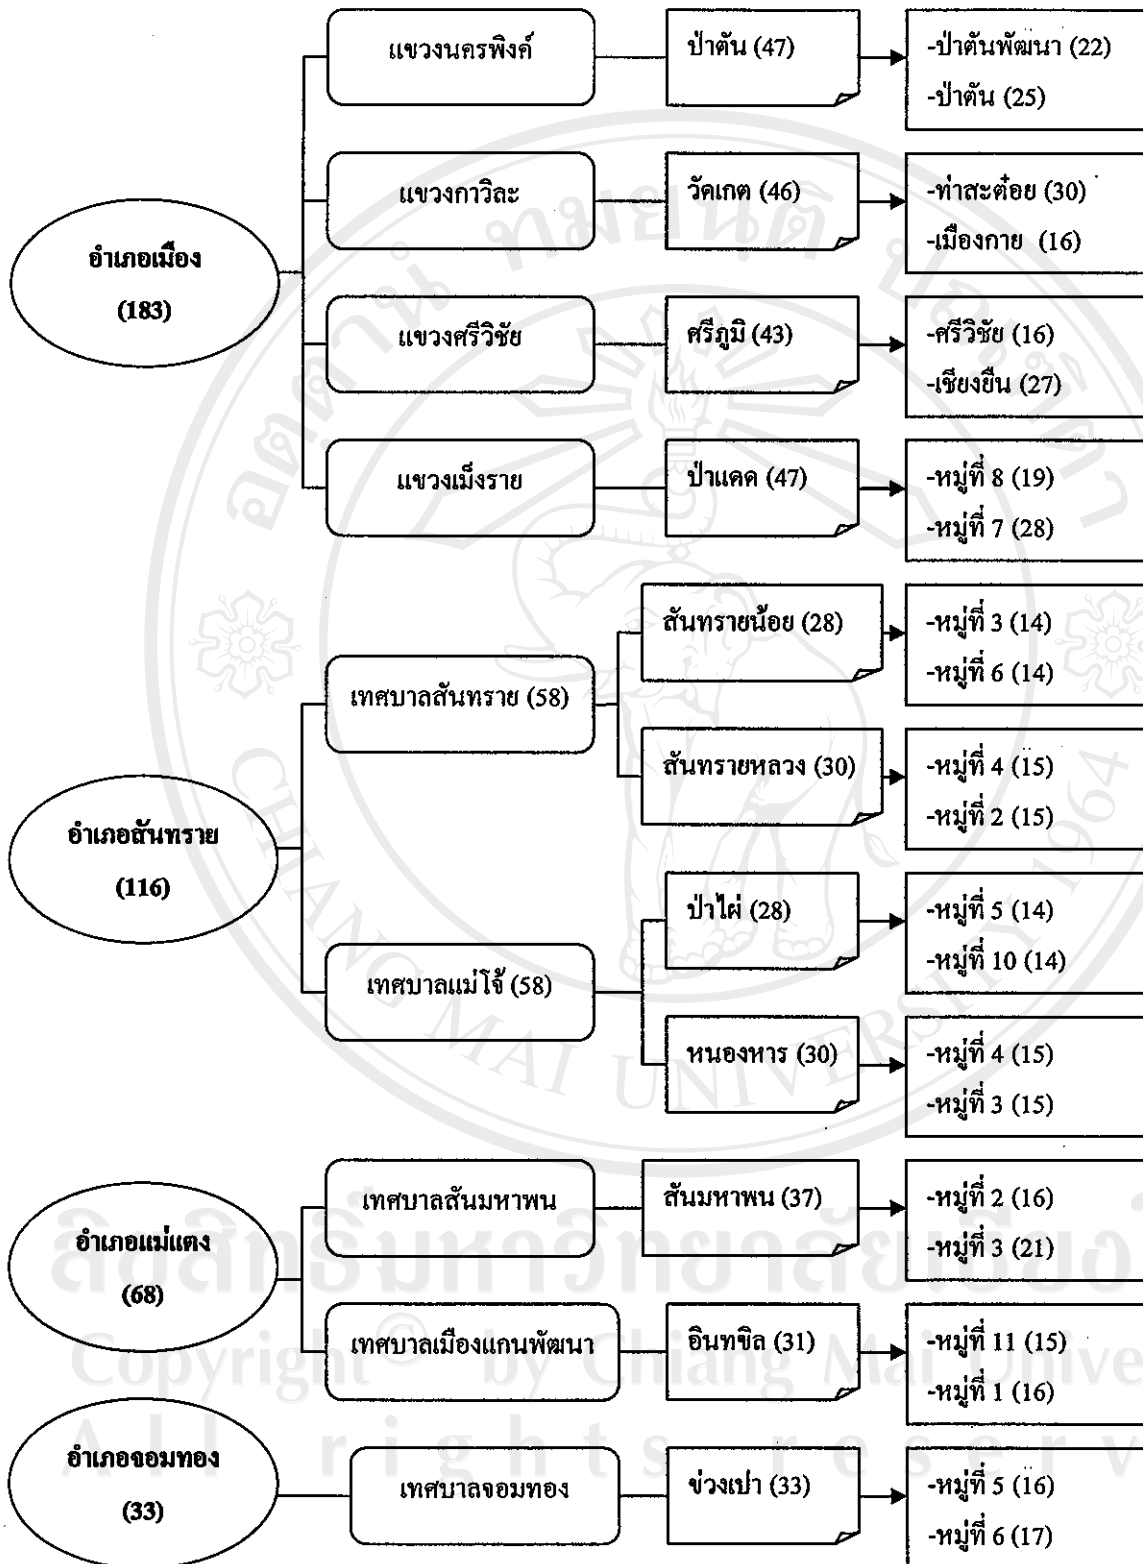 แขวงนครพิงค์
ป่าตัน (47)
-ป่าตันพัฒนา (22)
-ป่าตัน (25)
อำเภอเมือง
(183)
แขวงกาวิละ
วัดเกต (46)
-ท่าสะต๋อย (30)
-เมืองกาย (16)
แขวงศรีวิชัย
ศรีภูมิ (43)
-ศรีวิชัย (16)
-เชียงยืน (27)
แขวงเม็งราย
ป่าแดด (47)
-หมู่ที่ 8 (19)
-หมู่ที่ 7 (28)
อำเภอสันทราย
(116)
เทศบาลสันทราย (58)
สันทรายน้อย (28)
-หมู่ที่ 3 (14)
-หมู่ที่ 6 (14)
สันทรายหลวง (30)
-หมู่ที่ 4 (15)
-หมู่ที่ 2 (15)
เทศบาลแม่โจ้ (58)
ป่าไผ่ (28)
-หมู่ที่ 5 (14)
-หมู่ที่ 10 (14)
หนองหาร (30)
-หมู่ที่ 4 (15)
-หมู่ที่ 3 (15)
อำเภอแม่แตง
(68)
เทศบาลสันมหาพน
สันมหาพน (37)
-หมู่ที่ 2 (16)
-หมู่ที่ 3 (21)
เทศบาลเมืองแกนพัฒนา
อินทขิล (31)
-หมู่ที่ 11 (15)
-หมู่ที่ 1 (16)
อำเภอจอมทอง
(33)
เทศบาลจอมทอง
ข่วงเปา (33)
-หมู่ที่ 5 (16)
-หมู่ที่ 6 (17)
CHIANG MAI UNIVERSITY 1964
Copyright © by Chiang Mai Unive
All rights reserv